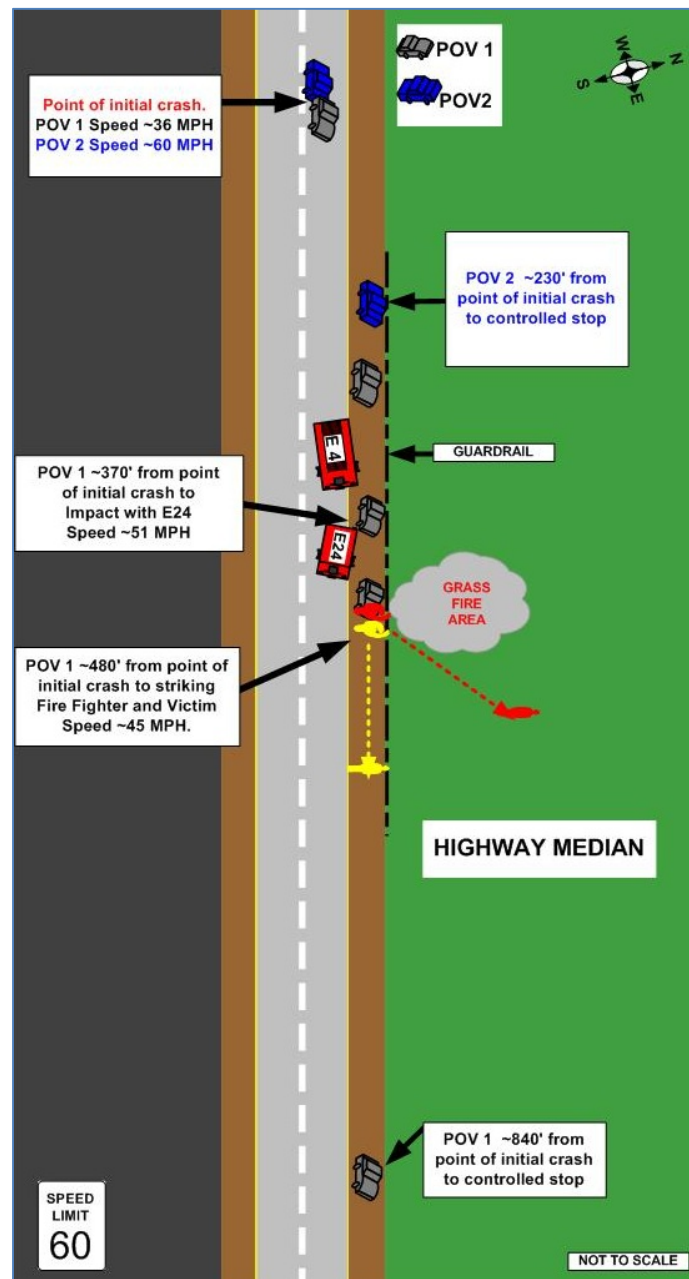 POV 1
POV2
W
N
S
E
Point of initial crash.
POV 1 Speed ~36 MPH
POV 2 Speed ~60 MPH
POV 2 ~230' from
point of initial crash
to controlled stop
E 4
GUARDRAIL
POV 1 ~370' from point
of initial crash to
Impact with E24
Speed ~51 MPH
E24
GRASS
FIRE
AREA
POV 1 ~480' from point of
initial crash to striking
Fire Fighter and Victim
Speed ~45 MPH.
HIGHWAY MEDIAN
POV 1 ~840' from
point of initial crash
to controlled stop
SPEED
LIMIT
60
NOT TO SCALE